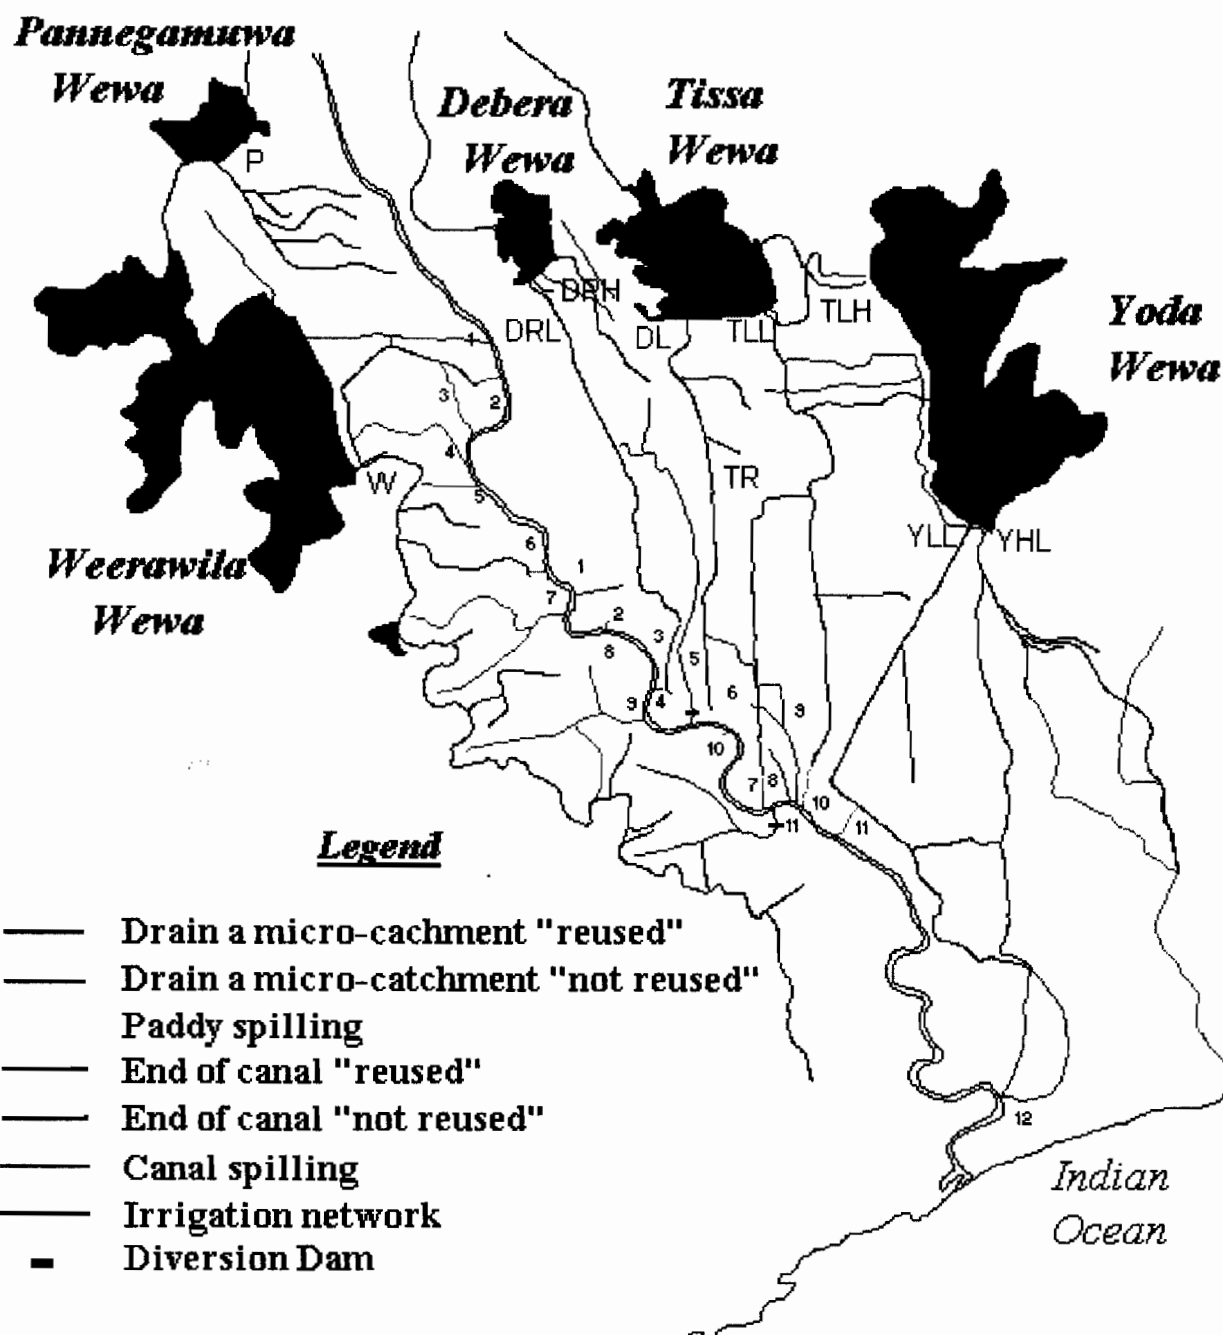 Pannegamuwa
Wewa
Debera
Wewa
Tissa
Wewa
Yoda
Wewa
Weerawila
Wewa
P
DRH
DRL
DL
TLL
TLH
W
TR
YLL
YHL
1
2
3
4
5
6
7
8
9
10
11
1
2
3
4
5
6
7
8
9
10
11
12
Legend
Drain a micro-cachment "reused"
Drain a micro-catchment "not reused"
Paddy spilling
End of canal "reused"
End of canal "not reused"
Canal spilling
Irrigation network
Diversion Dam
Indian
Ocean